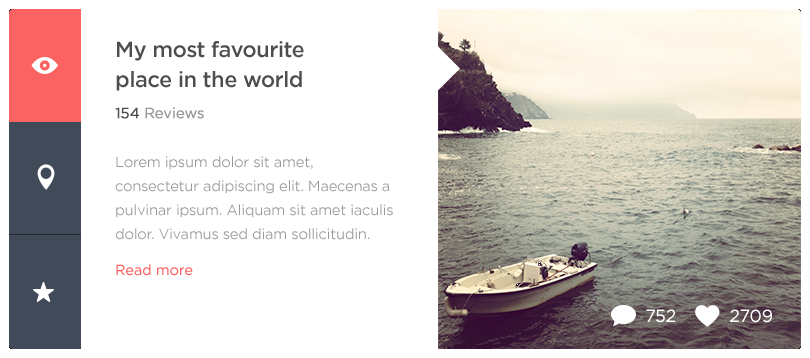 My most favourite
place in the world
154 Reviews
Lorem ipsum dolor sit amet,
consectetur adipiscing elit. Maecenas a
pulvinar ipsum. Aliquam sit amet iaculis
dolor. Vivamus sed diam sollicitudin.
Read more
752 2709